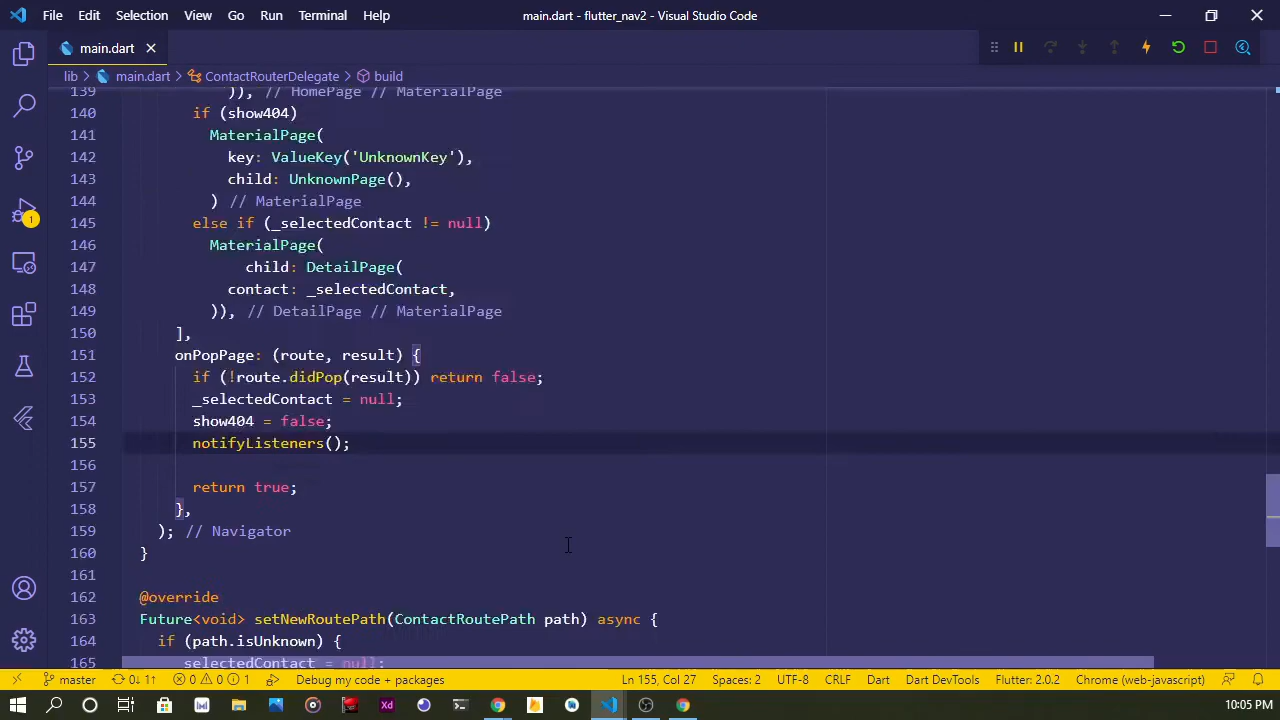 File Edit Selection View Go Run Terminal Help main.dart - flutter_nav2 - Visual Studio Code
main.dart
lib > main.dart > ContactRouterDelegate > build
139 )), // HomePage // MaterialPage
140 if (show404)
141 MaterialPage(
142 key: ValueKey('UnknownKey'),
143 child: UnknownPage(),
144 ) // MaterialPage
145 else if (_selectedContact != null)
146 MaterialPage(
147 child: DetailPage(
148 contact: _selectedContact,
149 )), // DetailPage // MaterialPage
150 ],
151 onPopPage: (route, result) {
152 if (!route.didPop(result)) return false;
153 _selectedContact = null;
154 show404 = false;
155 notifyListeners();
156
157 return true;
158 },
159 ); // Navigator
160 }
161
162 @override
163 Future<void> setNewRoutePath(ContactRoutePath path) async {
164 if (path.isUnknown) {
165 _selectedContact = null;
1
master 0↓ 1↑ 0 0 1 Debug my code + packages Ln 155, Col 27 Spaces: 2 UTF-8 CRLF Dart Dart DevTools Flutter: 2.0.2 Chrome (web-javascript)
Xd
10:05 PM